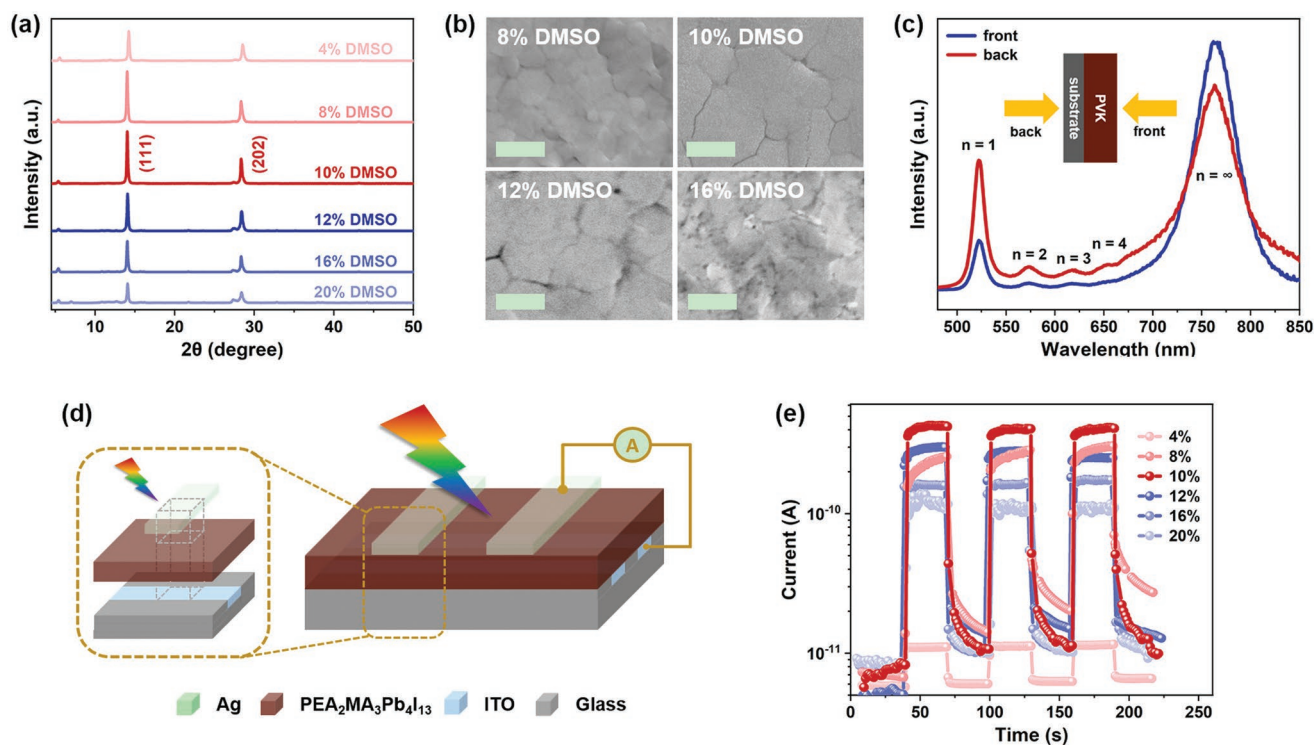 (a)
4% DMSO
8% DMSO
10% DMSO
(111)
(202)
12% DMSO
16% DMSO
20% DMSO
Intensity (a.u.)
10 20 30 40 50
2θ (degree)
(b)
8% DMSO
10% DMSO
12% DMSO
16% DMSO
(c)
front
back
substrate
PVK
back
front
n = 1
n = 2
n = 3
n = 4
n = ∞
Intensity (a.u.)
500 550 600 650 700 750 800 850
Wavelength (nm)
(d)
A
Ag PEA₂MA₃Pb₄I₁₃ ITO Glass
(e)
4%
8%
10%
12%
16%
20%
10⁻¹⁰
10⁻¹¹
Current (A)
0 50 100 150 200 250
Time (s)